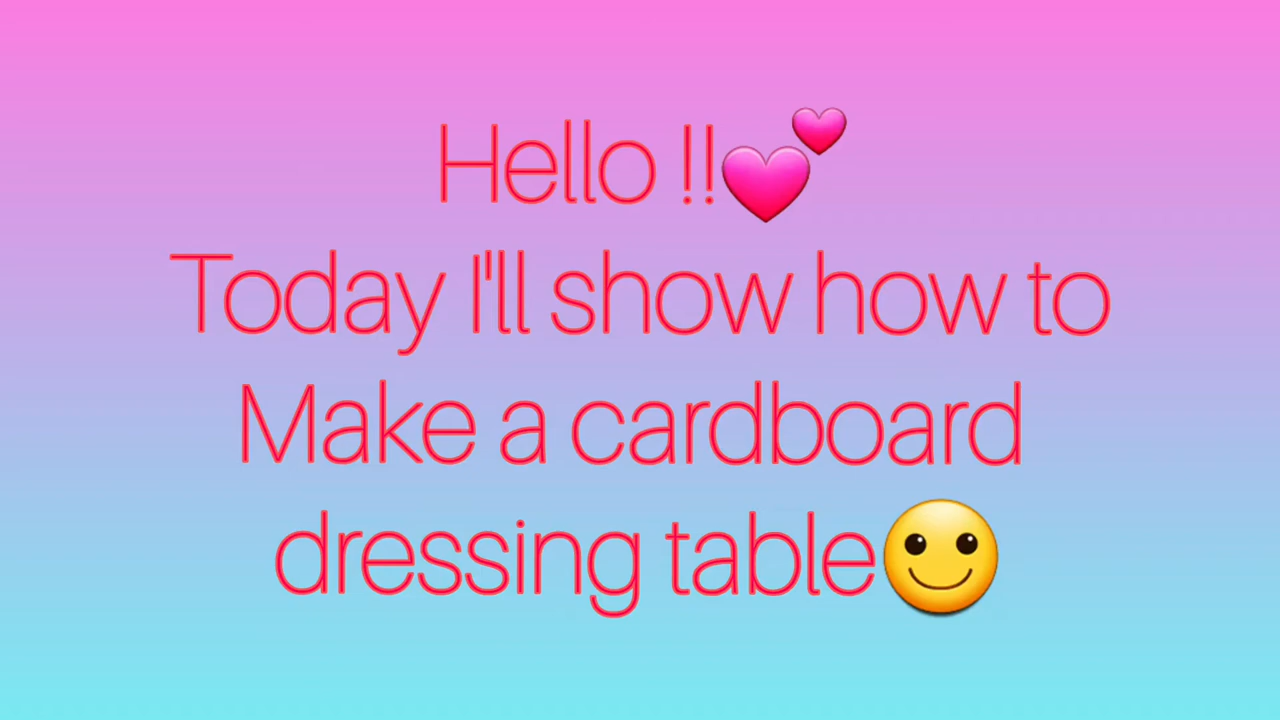 Hello !!💕
Today I'll show how to
Make a cardboard
dressing table🙂